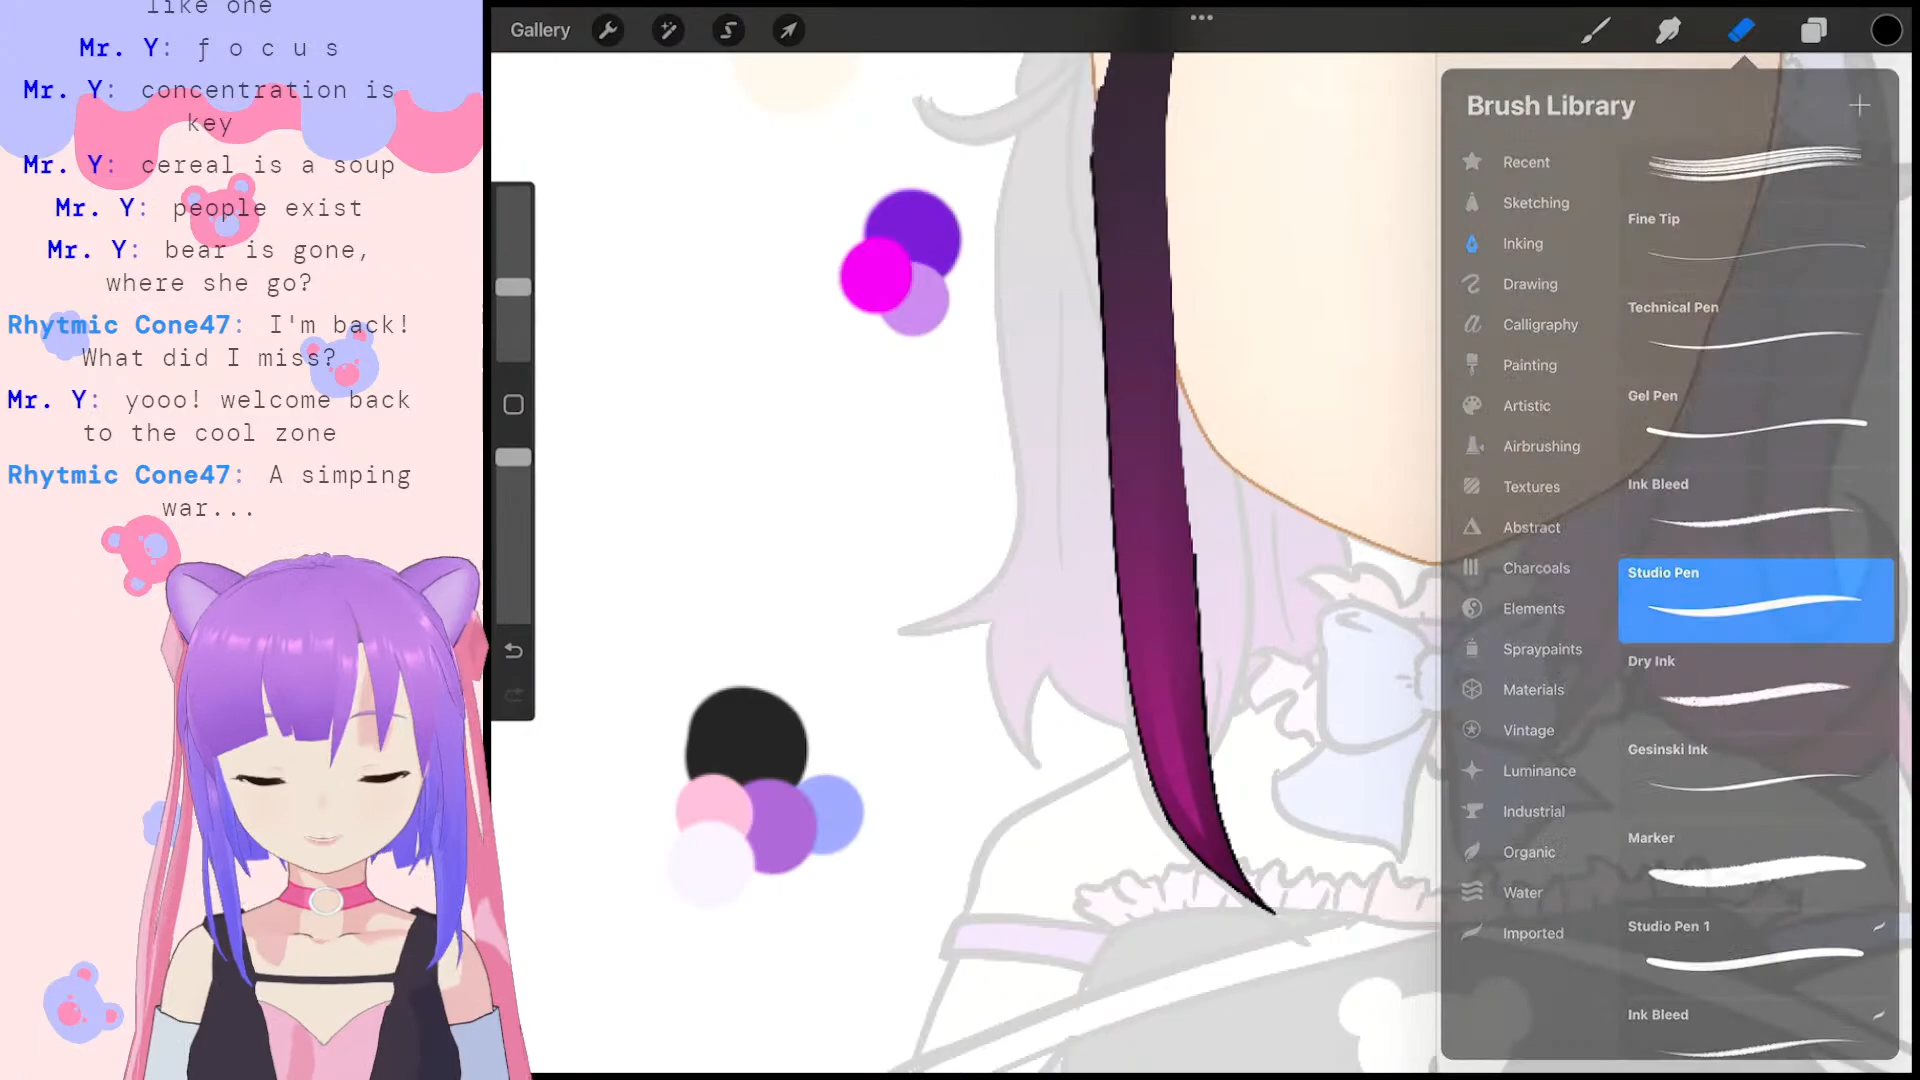 like one
Mr. Y: ƒ o c u s
Mr. Y: concentration is
key
Mr. Y: cereal is a soup
Mr. Y: people exist
Mr. Y: bear is gone,
where she go?
Rhytmic Cone47: I'm back!
What did I miss?
Mr. Y: yooo! welcome back
to the cool zone
Rhytmic Cone47: A simping
war...
Gallery
Brush Library
Recent
Sketching
Inking
Drawing
Calligraphy
Painting
Artistic
Airbrushing
Textures
Abstract
Charcoals
Elements
Spraypaints
Materials
Vintage
Luminance
Industrial
Organic
Water
Imported
Fine Tip
Technical Pen
Gel Pen
Ink Bleed
Studio Pen
Dry Ink
Gesinski Ink
Marker
Studio Pen 1
Ink Bleed